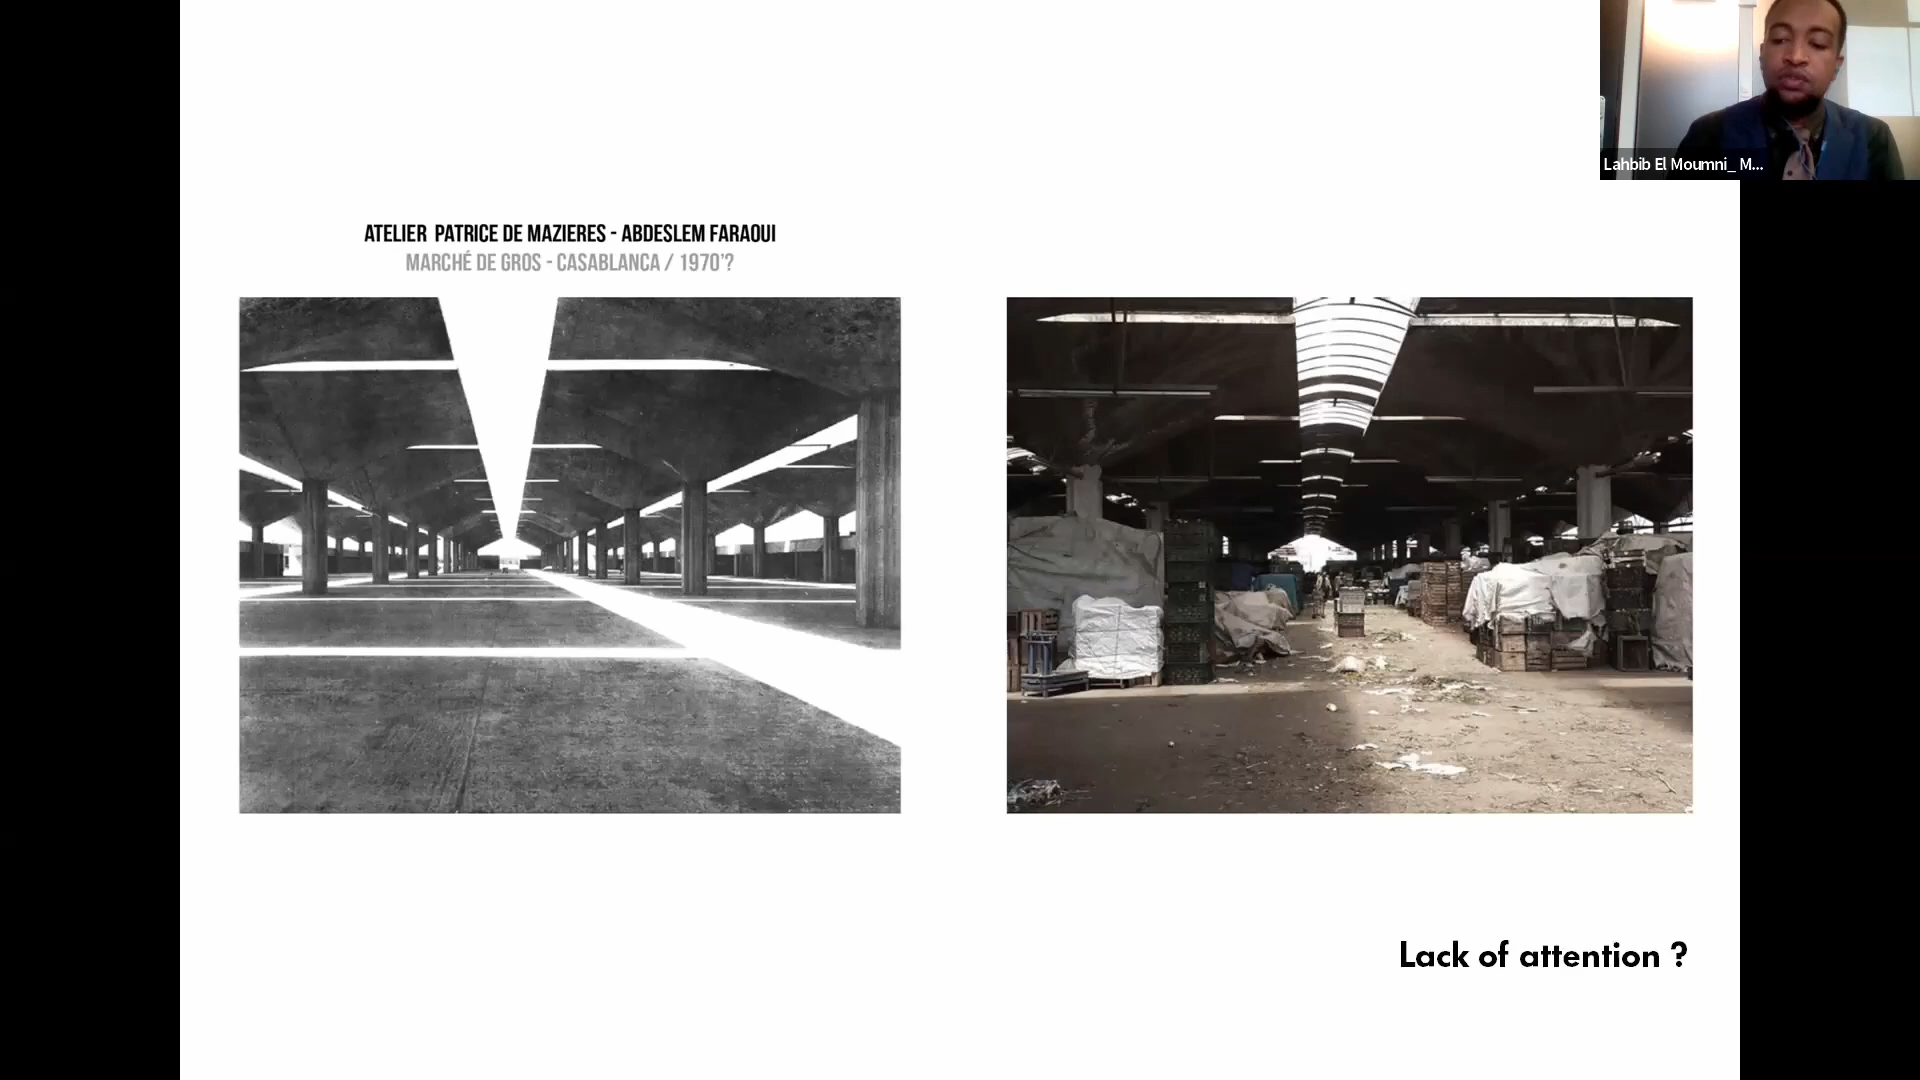 Lahbib El Moumni_ M...
ATELIER PATRICE DE MAZIERES - ABDESLEM FARAOUI
MARCHÉ DE GROS - CASABLANCA / 1970'?
Lack of attention ?